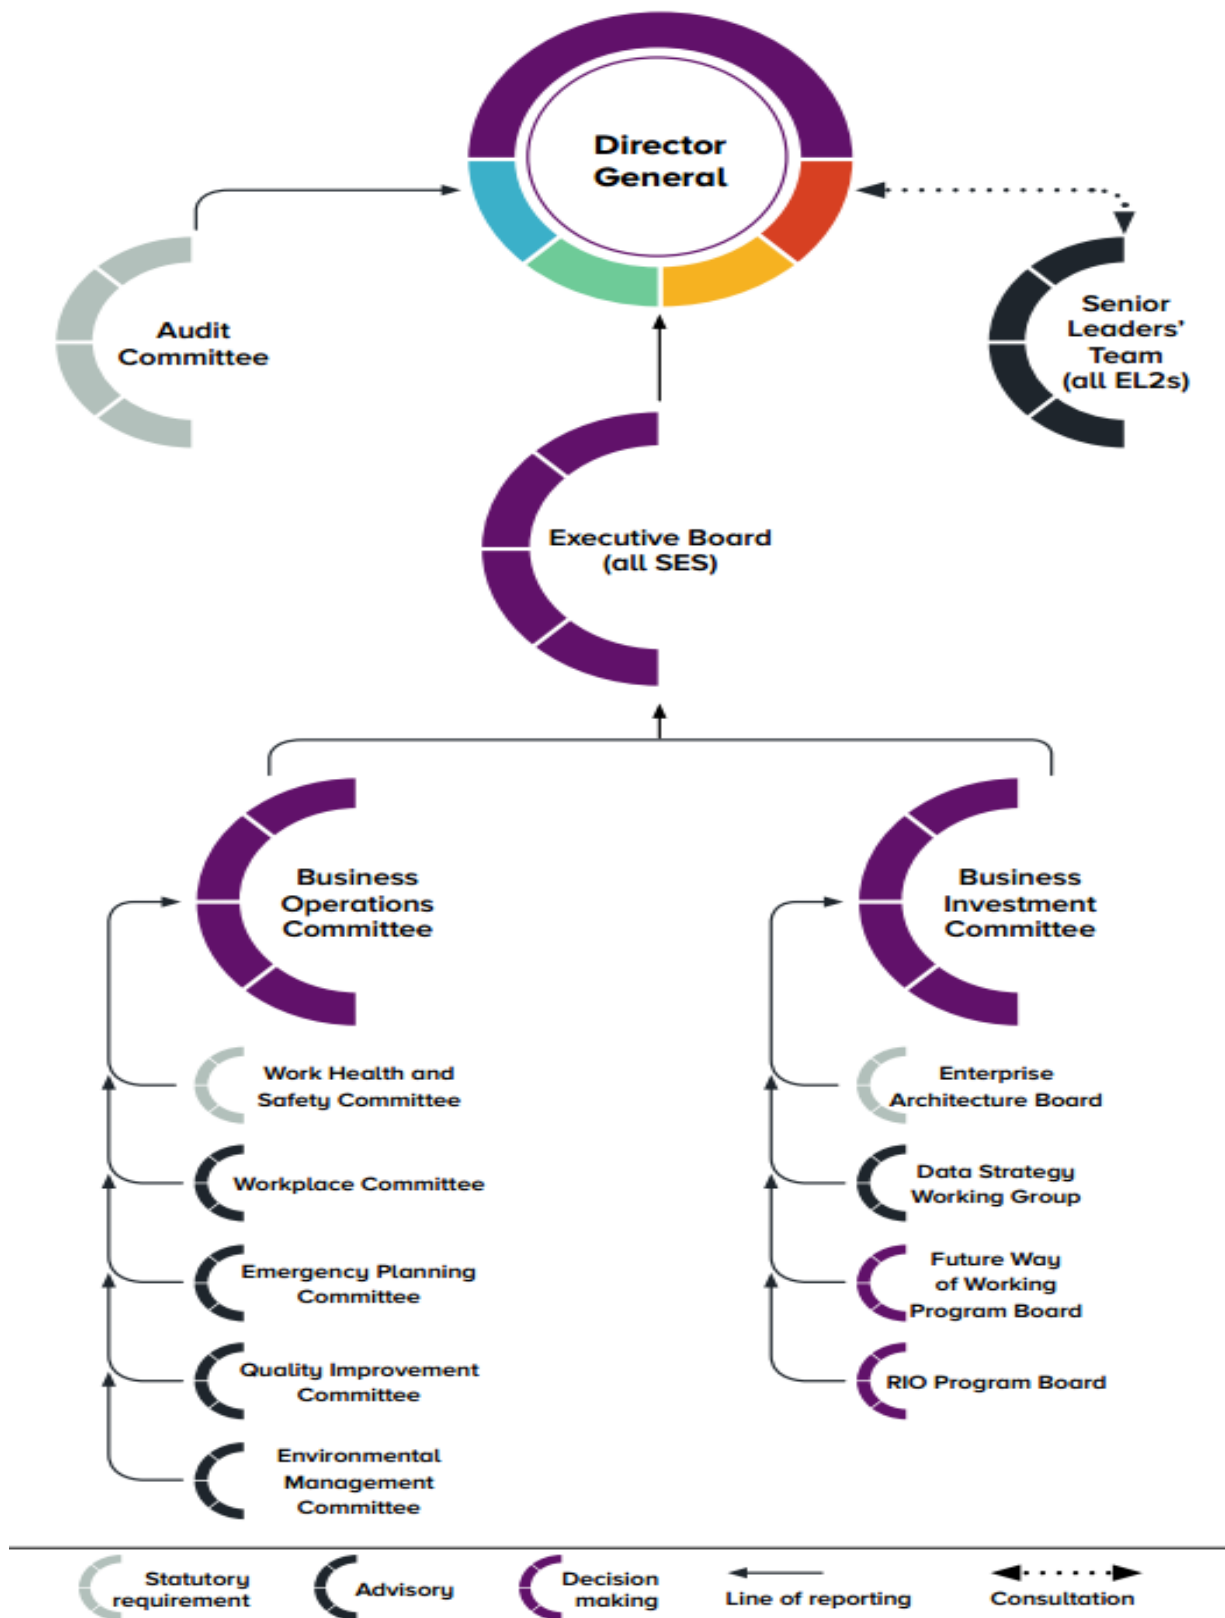 Director
General
Audit
Committee
Senior
Leaders’
Team
(all EL2s)
Executive Board
(all SES)
Business
Operations
Committee
Work Health and
Safety Committee
Workplace Committee
Emergency Planning
Committee
Quality Improvement
Committee
Environmental
Management
Committee
Business
Investment
Committee
Enterprise
Architecture Board
Data Strategy
Working Group
Future Way
of Working
Program Board
RIO Program Board
Statutory
requirement
Advisory
Decision
making
Line of reporting
Consultation